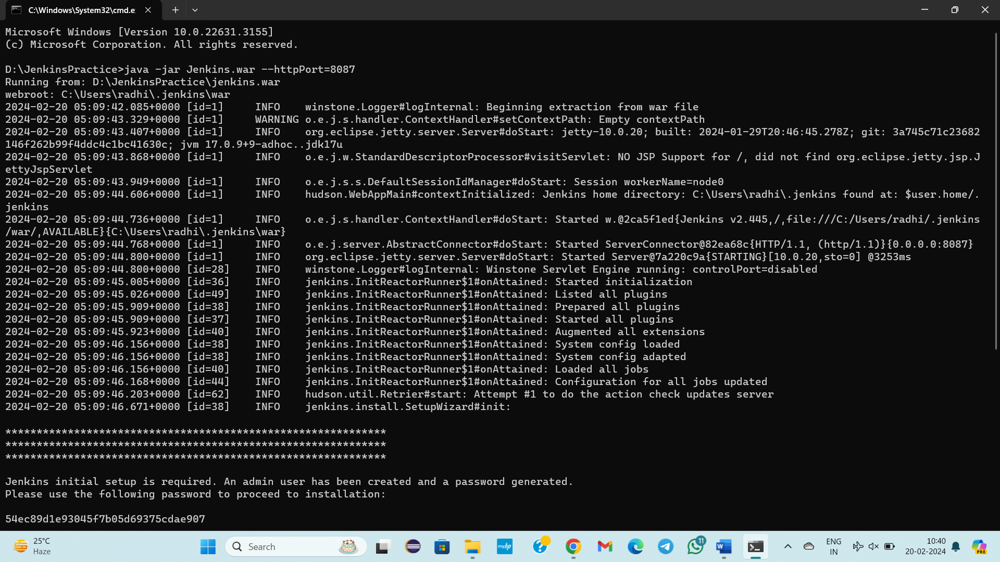 C:\Windows\System32\cmd.e
Microsoft Windows [Version 10.0.22631.3155]
(c) Microsoft Corporation. All rights reserved.
D:\JenkinsPractice>java -jar Jenkins.war --httpPort=8087
Running from: D:\JenkinsPractice\jenkins.war
webroot: C:\Users\radhi\.jenkins\war
2024-02-20 05:09:42.085+0000 [id=1]     INFO    winstone.Logger#logInternal: Beginning extraction from war file
2024-02-20 05:09:43.329+0000 [id=1]     WARNING o.e.j.s.handler.ContextHandler#setContextPath: Empty contextPath
2024-02-20 05:09:43.407+0000 [id=1]     INFO    org.eclipse.jetty.server.Server#doStart: jetty-10.0.20; built: 2024-01-29T20:46:45.278Z; git: 3a745c71c23682
146f262b99f4ddc4c1bc41630c; jvm 17.0.9+9-adhoc..jdk17u
2024-02-20 05:09:43.868+0000 [id=1]     INFO    o.e.j.w.StandardDescriptorProcessor#visitServlet: NO JSP Support for /, did not find org.eclipse.jetty.jsp.J
ettyJspServlet
2024-02-20 05:09:43.949+0000 [id=1]     INFO    o.e.j.s.s.DefaultSessionIdManager#doStart: Session workerName=node0
2024-02-20 05:09:44.606+0000 [id=1]     INFO    hudson.WebAppMain#contextInitialized: Jenkins home directory: C:\Users\radhi\.jenkins found at: $user.home/.
jenkins
2024-02-20 05:09:44.736+0000 [id=1]     INFO    o.e.j.s.handler.ContextHandler#doStart: Started w.@2ca5f1ed{Jenkins v2.445,/,file:///C:/Users/radhi/.jenkins
/war/,AVAILABLE}{C:\Users\radhi\.jenkins\war}
2024-02-20 05:09:44.768+0000 [id=1]     INFO    o.e.j.server.AbstractConnector#doStart: Started ServerConnector@82ea68c{HTTP/1.1, (http/1.1)}{0.0.0.0:8087}
2024-02-20 05:09:44.800+0000 [id=1]     INFO    org.eclipse.jetty.server.Server#doStart: Started Server@7a220c9a{STARTING}[10.0.20,sto=0] @3253ms
2024-02-20 05:09:44.800+0000 [id=28]    INFO    winstone.Logger#logInternal: Winstone Servlet Engine running: controlPort=disabled
2024-02-20 05:09:45.005+0000 [id=36]    INFO    jenkins.InitReactorRunner$1#onAttained: Started initialization
2024-02-20 05:09:45.026+0000 [id=49]    INFO    jenkins.InitReactorRunner$1#onAttained: Listed all plugins
2024-02-20 05:09:45.909+0000 [id=38]    INFO    jenkins.InitReactorRunner$1#onAttained: Prepared all plugins
2024-02-20 05:09:45.909+0000 [id=37]    INFO    jenkins.InitReactorRunner$1#onAttained: Started all plugins
2024-02-20 05:09:45.923+0000 [id=40]    INFO    jenkins.InitReactorRunner$1#onAttained: Augmented all extensions
2024-02-20 05:09:46.156+0000 [id=38]    INFO    jenkins.InitReactorRunner$1#onAttained: System config loaded
2024-02-20 05:09:46.156+0000 [id=38]    INFO    jenkins.InitReactorRunner$1#onAttained: System config adapted
2024-02-20 05:09:46.156+0000 [id=40]    INFO    jenkins.InitReactorRunner$1#onAttained: Loaded all jobs
2024-02-20 05:09:46.168+0000 [id=44]    INFO    jenkins.InitReactorRunner$1#onAttained: Configuration for all jobs updated
2024-02-20 05:09:46.203+0000 [id=62]    INFO    hudson.util.Retrier#start: Attempt #1 to do the action check updates server
2024-02-20 05:09:46.671+0000 [id=38]    INFO    jenkins.install.SetupWizard#init:
*************************************************************
*************************************************************
*************************************************************
Jenkins initial setup is required. An admin user has been created and a password generated.
Please use the following password to proceed to installation:
54ec89d1e93045f7b05d69375cdae907
25°C
Haze
Search
myhp
11
W
PRE
ENG
IN
10:40
20-02-2024